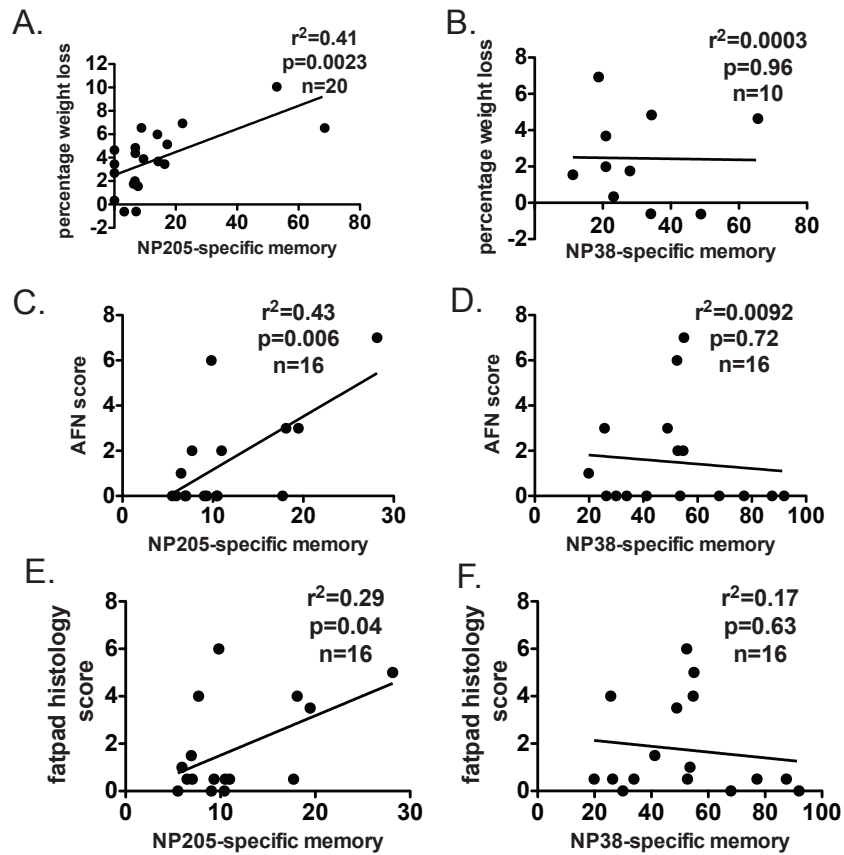 A.
r²=0.41
p=0.0023
n=20
percentage weight loss
12
10
8
6
4
2
0
-2
0 20 40 60 80
NP205-specific memory
B.
r²=0.0003
p=0.96
n=10
percentage weight loss
8
6
4
2
0
-2
20 40 60 80
NP38-specific memory
C.
r²=0.43
p=0.006
n=16
AFN score
8
6
4
2
0
0 10 20 30
NP205-specific memory
D.
r²=0.0092
p=0.72
n=16
AFN score
8
6
4
2
0
0 20 40 60 80 100
NP38-specific memory
E.
r²=0.29
p=0.04
n=16
fatpad histology
score
8
6
4
2
0
0 10 20 30
NP205-specific memory
F.
r²=0.17
p=0.63
n=16
fatpad histology
score
8
6
4
2
0
0 20 40 60 80 100
NP38-specific memory